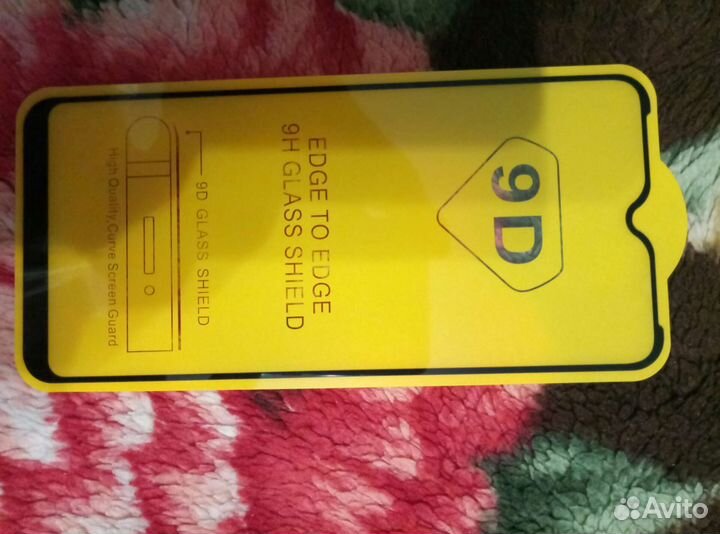 9D
EDGE TO EDGE
9H GLASS SHIELD
9D GLASS SHIELD
High Quality,Curve Screen Guard
Avito